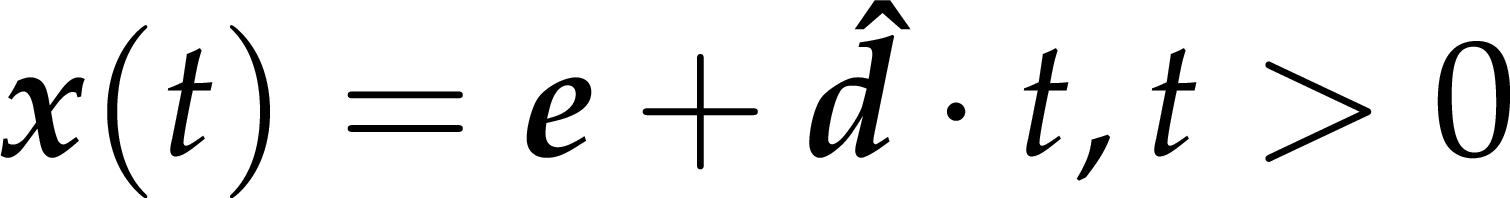 x(t) = e + d̂ · t, t > 0